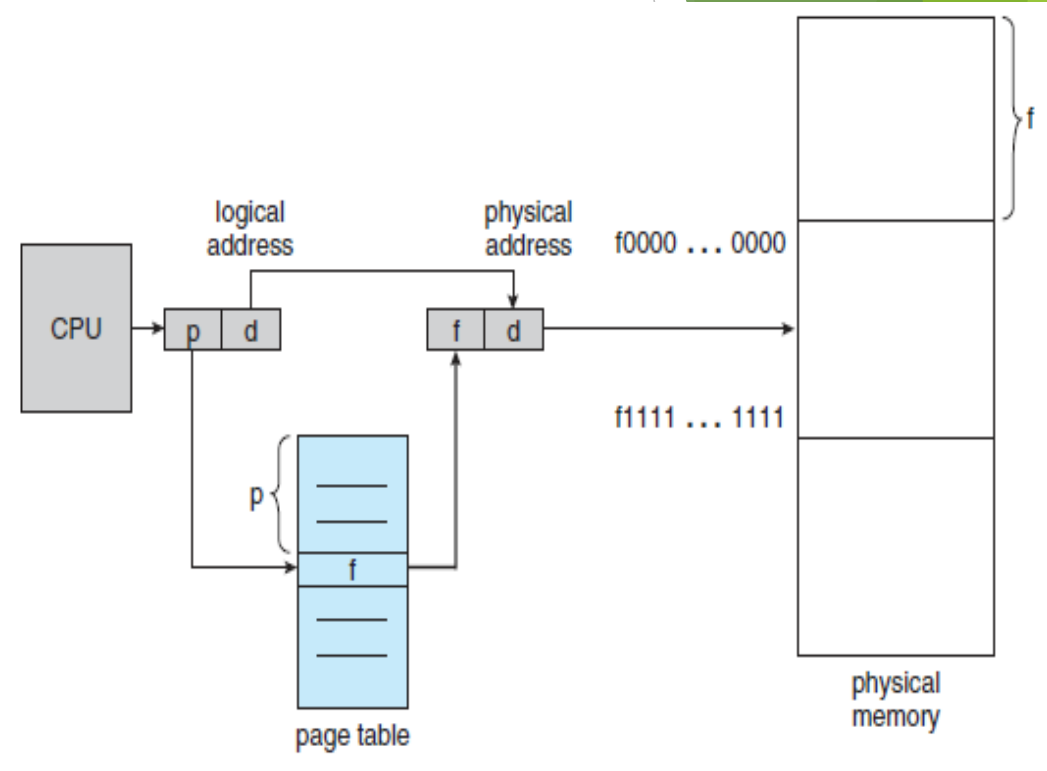 f
logical
address
physical
address
f0000 ... 0000
CPU
p
d
f
d
f1111 ... 1111
p
f
physical
memory
page table